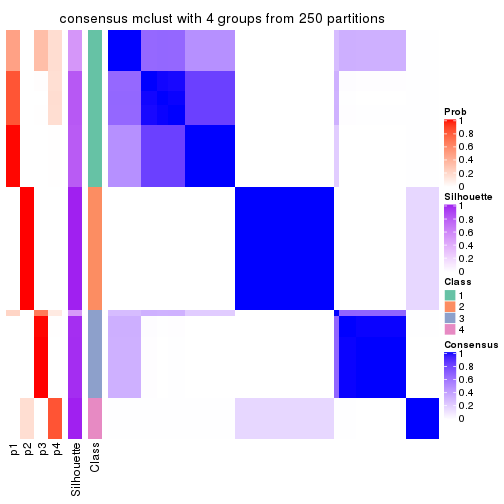 consensus mclust with 4 groups from 250 partitions
Prob
1
0.8
0.6
0.4
0.2
0
Silhouette
1
0.8
0.6
0.4
0.2
0
Class
1
2
3
4
Consensus
1
0.8
0.6
0.4
0.2
0
p1
p2
p3
p4
Silhouette
Class